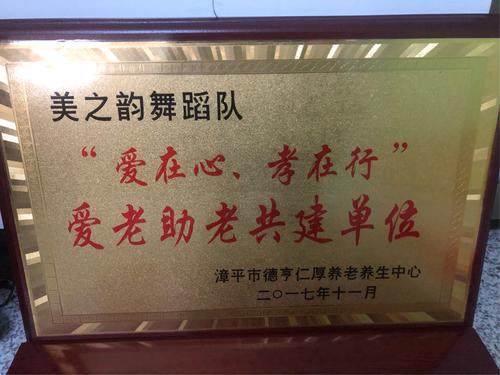 美之韵舞蹈队
“爱在心、孝在行”
爱老助老共建单位
漳平市德亨仁厚养老养生中心
二〇一七年十一月